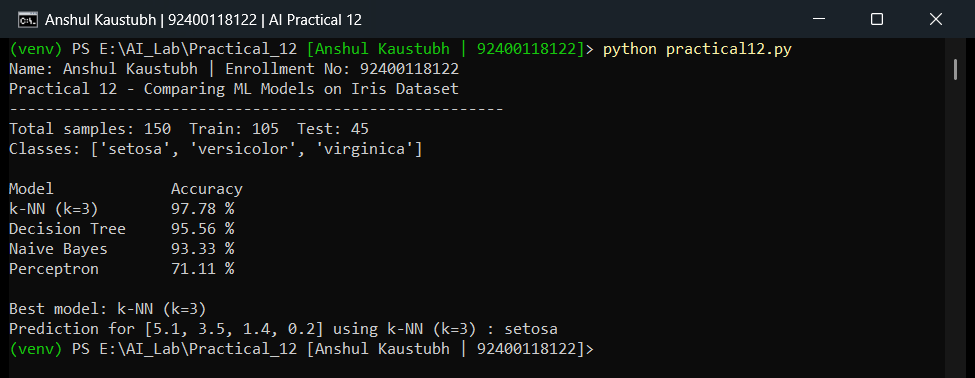 Anshul Kaustubh | 92400118122 | AI Practical 12
(venv) PS E:\AI_Lab\Practical_12 [Anshul Kaustubh | 92400118122]> python practical12.py
Name: Anshul Kaustubh | Enrollment No: 92400118122
Practical 12 - Comparing ML Models on Iris Dataset
-------------------------------------------------------
Total samples: 150  Train: 105  Test: 45
Classes: ['setosa', 'versicolor', 'virginica']
Model             Accuracy
k-NN (k=3)        97.78 %
Decision Tree     95.56 %
Naive Bayes       93.33 %
Perceptron        71.11 %
Best model: k-NN (k=3)
Prediction for [5.1, 3.5, 1.4, 0.2] using k-NN (k=3) : setosa
(venv) PS E:\AI_Lab\Practical_12 [Anshul Kaustubh | 92400118122]>